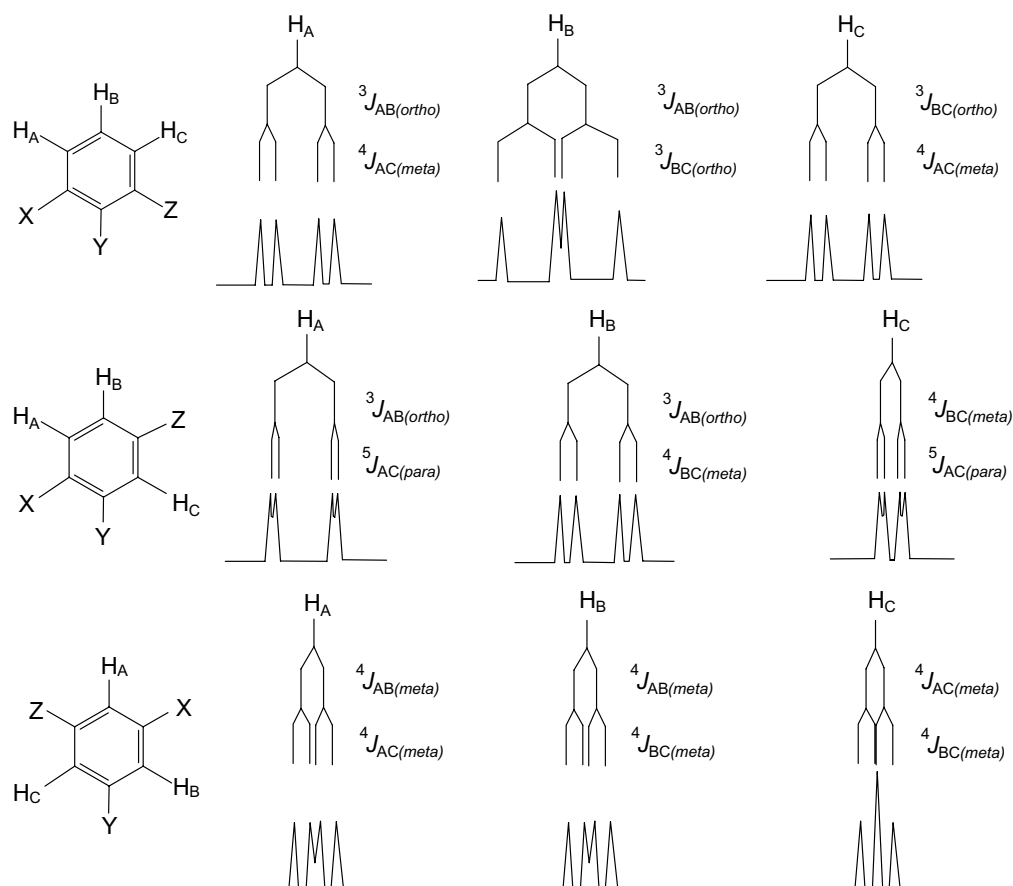 H_A H_B H_C
³J_AB(ortho) ³J_AB(ortho) ³J_BC(ortho)
H_B
H_A H_C
⁴J_AC(meta) ³J_BC(ortho) ⁴J_AC(meta)
X Z
Y
H_A H_B H_C
H_B
³J_AB(ortho) ³J_AB(ortho) ⁴J_BC(meta)
H_A Z
⁵J_AC(para) ⁴J_BC(meta) ⁵J_AC(para)
X H_C
Y
H_A H_B H_C
H_A
⁴J_AB(meta) ⁴J_AB(meta) ⁴J_AC(meta)
Z X
⁴J_AC(meta) ⁴J_BC(meta) ⁴J_BC(meta)
H_C H_B
Y